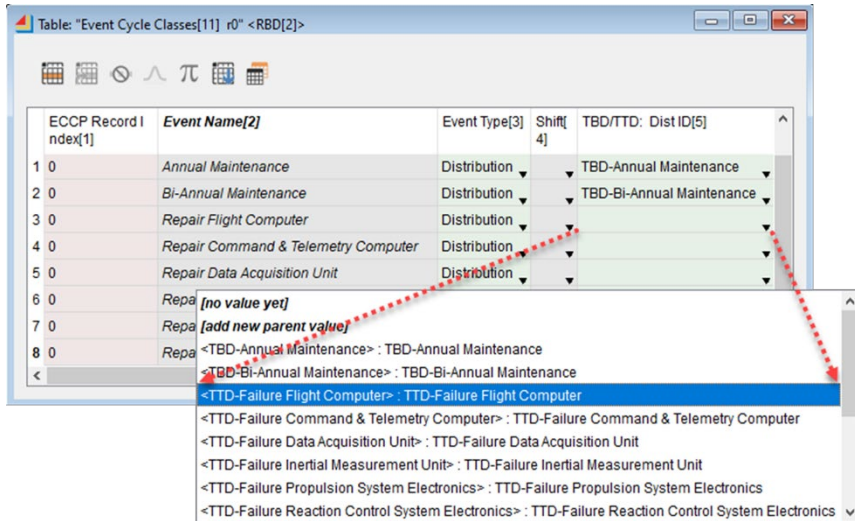 Table: "Event Cycle Classes[11] r0" <RBD[2]>
ECCP Record I Event Name[2] Event Type[3] Shift[ TBD/TTD: Dist ID[5]
ndex[1] 4]
1 0 Annual Maintenance Distribution TBD-Annual Maintenance
2 0 Bi-Annual Maintenance Distribution TBD-Bi-Annual Maintenance
3 0 Repair Flight Computer Distribution
4 0 Repair Command & Telemetry Computer Distribution
5 0 Repair Data Acquisition Unit Distribution
6 0 Repa
7 0 Repa
8 0 Repa
[no value yet]
[add new parent value]
<TBD-Annual Maintenance> : TBD-Annual Maintenance
<TBD-Bi-Annual Maintenance> : TBD-Bi-Annual Maintenance
<TTD-Failure Flight Computer> : TTD-Failure Flight Computer
<TTD-Failure Command & Telemetry Computer> : TTD-Failure Command & Telemetry Computer
<TTD-Failure Data Acquisition Unit> : TTD-Failure Data Acquisition Unit
<TTD-Failure Inertial Measurement Unit> : TTD-Failure Inertial Measurement Unit
<TTD-Failure Propulsion System Electronics> : TTD-Failure Propulsion System Electronics
<TTD-Failure Reaction Control System Electronics> : TTD-Failure Reaction Control System Electronics